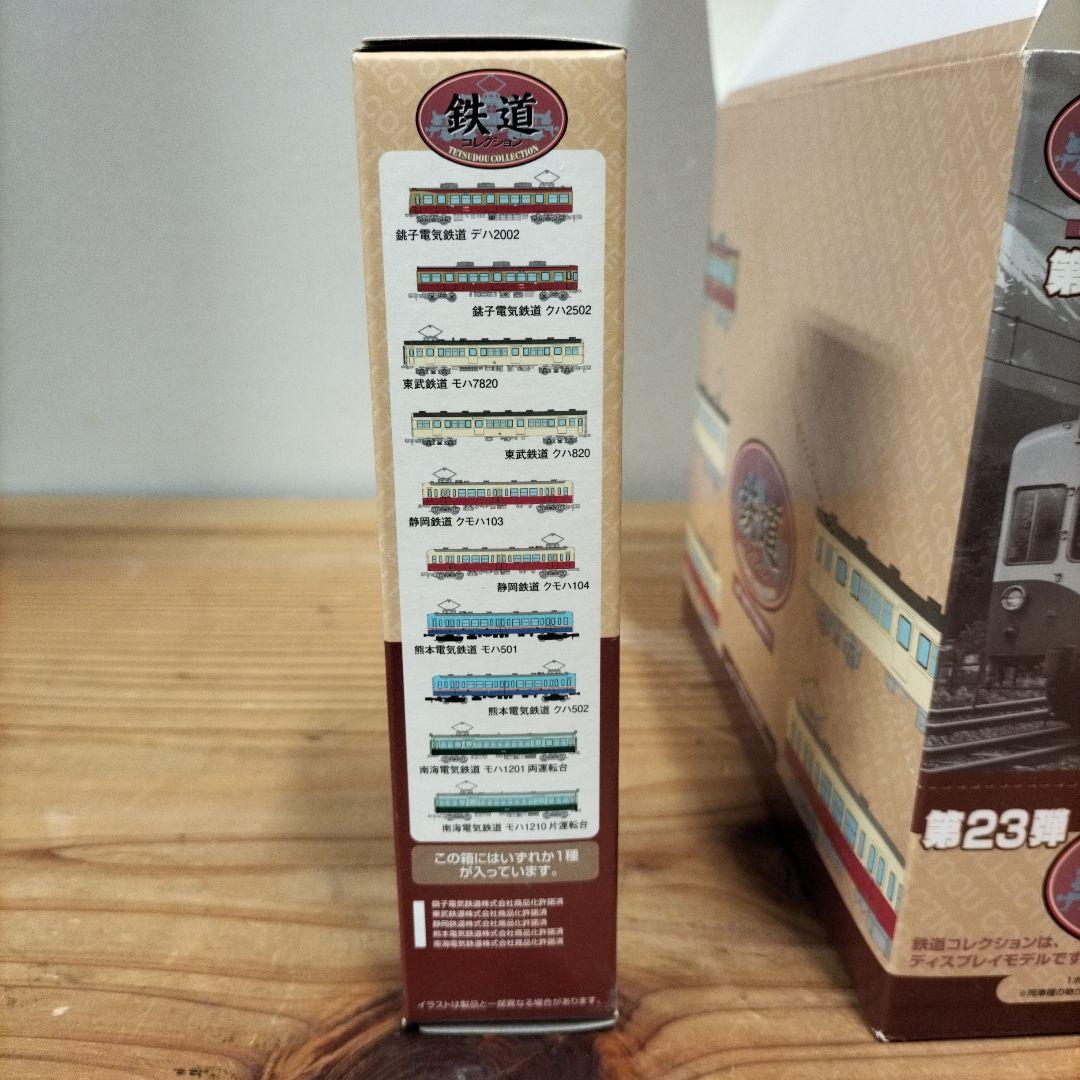 鉄道
コレクション
TETSUDOU COLLECTION
銚子電気鉄道 デハ2002
銚子電気鉄道 クハ2502
東武鉄道 モハ7820
東武鉄道 クハ820
静岡鉄道 クモハ103
静岡鉄道 クモハ104
熊本電気鉄道 モハ501
熊本電気鉄道 クハ502
南海電気鉄道 モハ1201 両運転台
南海電気鉄道 モハ1210 片運転台
この箱にはいずれか1種
が入っています。
銚子電気鉄道株式会社商品化許諾済
東武鉄道株式会社商品化許諾済
静岡鉄道株式会社商品化許諾済
熊本電気鉄道株式会社商品化許諾済
南海電気鉄道株式会社商品化許諾済
イラストは製品と一部異なる場合があります。
鉄道
第
第23弾
鉄道コレクションは、
ディスプレイモデルです